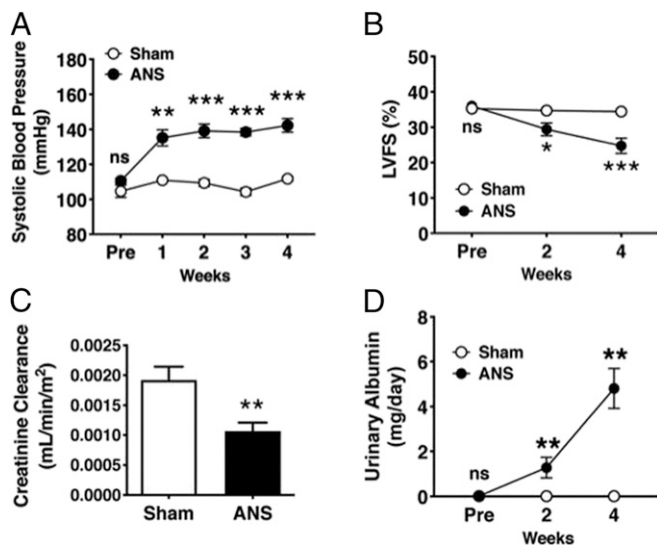 A
Sham
ANS
Systolic Blood Pressure
(mmHg)
180
160
140
120
100
80
ns
**
***
***
***
Pre
1
2
3
4
Weeks
B
LVFS (%)
50
40
30
20
10
0
ns
*
***
Sham
ANS
Pre
2
4
Weeks
C
Creatinine Clearance
(mL/min/m²)
0.0025
0.0020
0.0015
0.0010
0.0005
0.0000
**
Sham
ANS
D
Urinary Albumin
(mg/day)
8
6
4
2
0
Sham
ANS
ns
**
**
Pre
2
4
Weeks